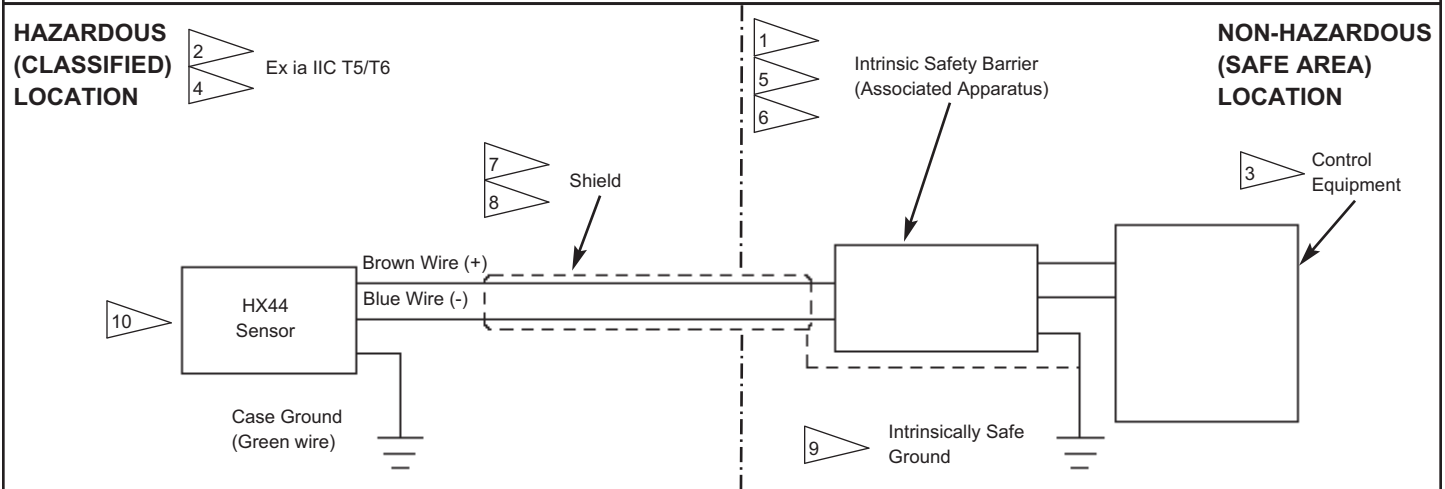 HAZARDOUS
(CLASSIFIED)
LOCATION
2
4
Ex ia IIC T5/T6
1
5
6
Intrinsic Safety Barrier
(Associated Apparatus)
NON-HAZARDOUS
(SAFE AREA)
LOCATION
3
Control
Equipment
7
8
Shield
Brown Wire (+)
Blue Wire (-)
10
HX44
Sensor
Case Ground
(Green wire)
9
Intrinsically Safe
Ground